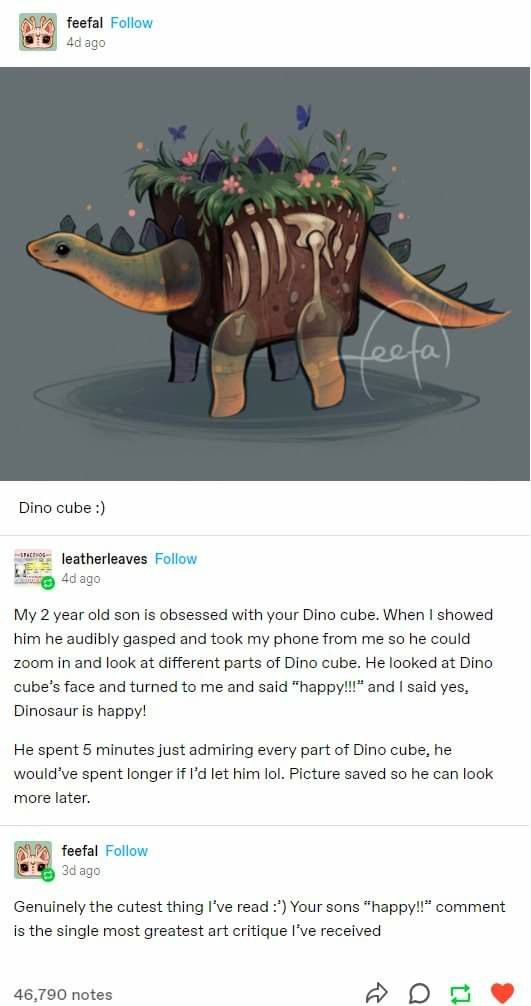 feefal Follow
4d ago
feefal
Dino cube :)
SPACEDOG
leatherleaves Follow
4d ago
My 2 year old son is obsessed with your Dino cube. When I showed
him he audibly gasped and took my phone from me so he could
zoom in and look at different parts of Dino cube. He looked at Dino
cube's face and turned to me and said “happy!!!” and I said yes,
Dinosaur is happy!
He spent 5 minutes just admiring every part of Dino cube, he
would've spent longer if I'd let him lol. Picture saved so he can look
more later.
feefal Follow
3d ago
Genuinely the cutest thing I've read :') Your sons “happy!!” comment
is the single most greatest art critique I've received
46,790 notes